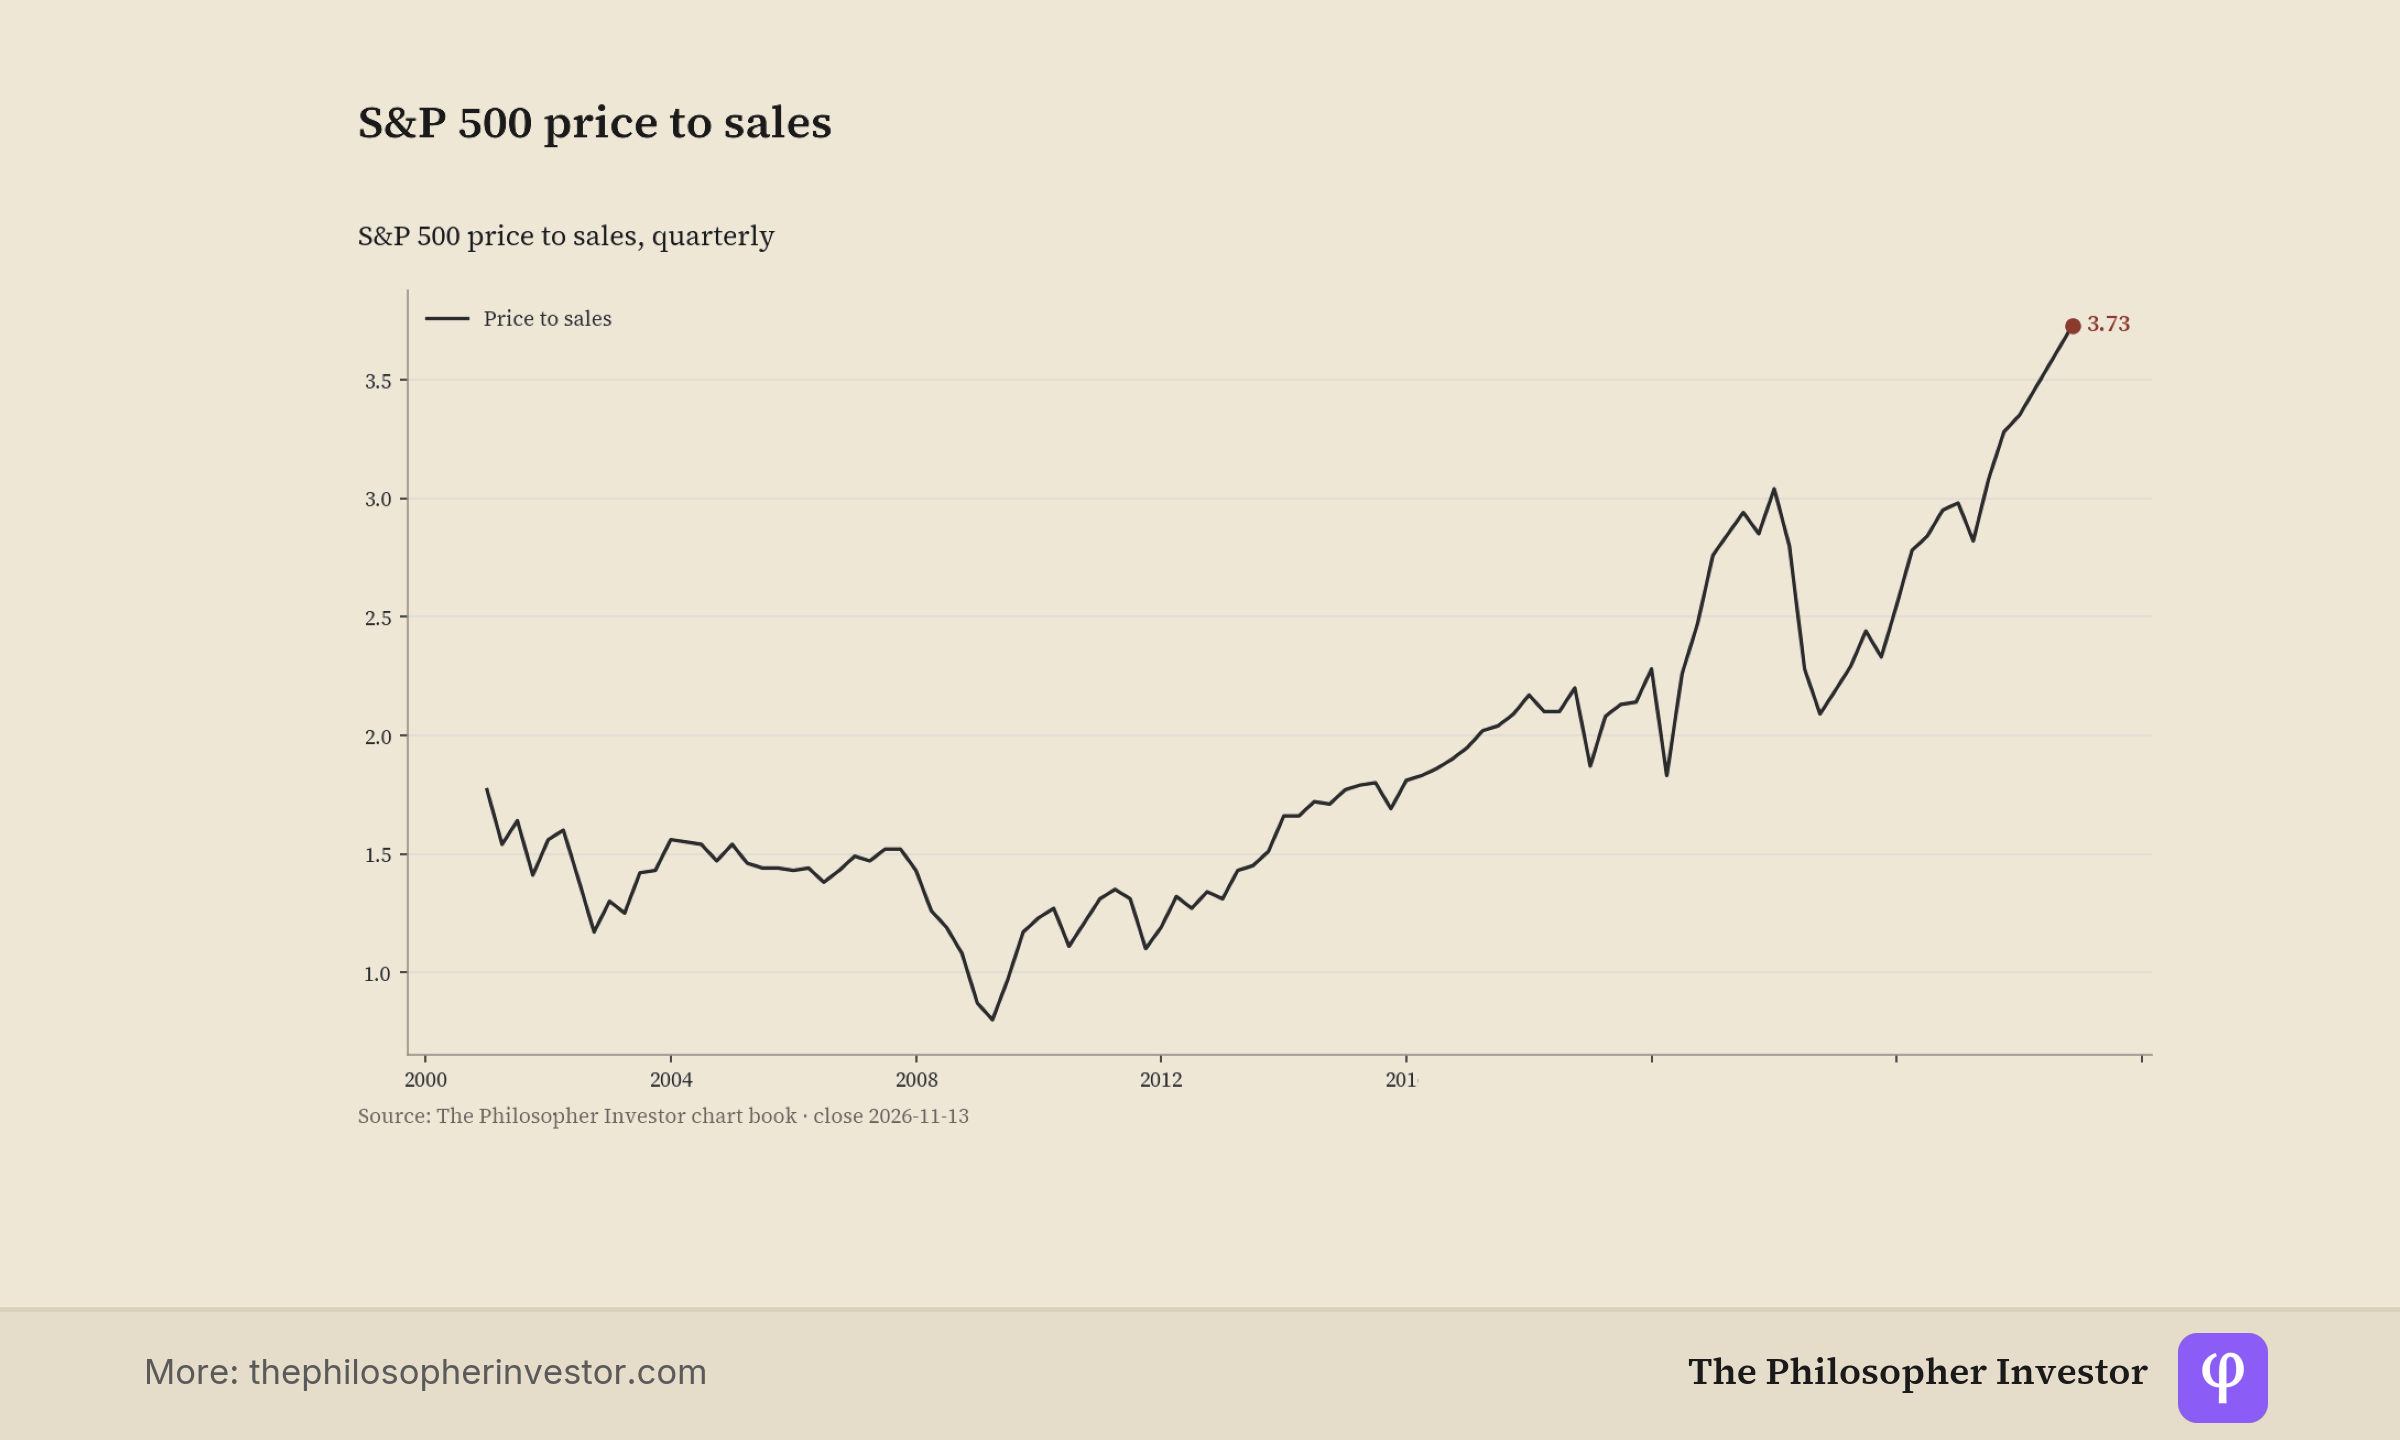 S&P 500 price to sales
S&P 500 price to sales, quarterly
Price to sales
3.73
3.5
3.0
2.5
2.0
1.5
1.0
2000 2004 2008 2012 201
Source: The Philosopher Investor chart book · close 2026-11-13
More: thephilosopherinvestor.com
The Philosopher Investor φ